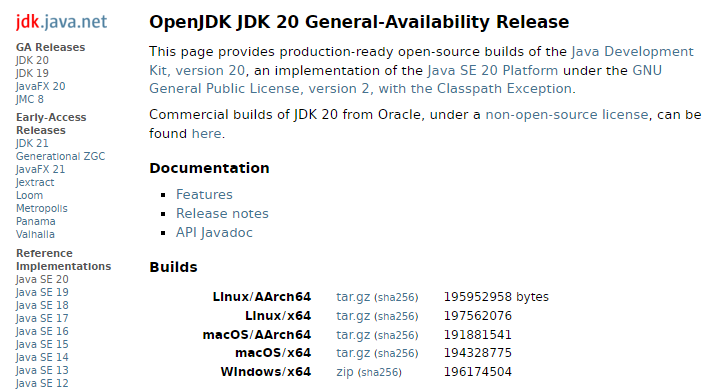 jdk.java.net
GA Releases
JDK 20
JDK 19
JavaFX 20
JMC 8
Early-Access
Releases
JDK 21
Generational ZGC
JavaFX 21
Jextract
Loom
Metropolis
Panama
Valhalla
Reference
Implementations
Java SE 20
Java SE 19
Java SE 18
Java SE 17
Java SE 16
Java SE 15
Java SE 14
Java SE 13
Java SE 12
OpenJDK JDK 20 General-Availability Release
This page provides production-ready open-source builds of the Java Development
Kit, version 20, an implementation of the Java SE 20 Platform under the GNU
General Public License, version 2, with the Classpath Exception.
Commercial builds of JDK 20 from Oracle, under a non-open-source license, can be
found here.
Documentation
Features
Release notes
API Javadoc
Builds
Linux/AArch64 tar.gz (sha256) 195952958 bytes
Linux/x64 tar.gz (sha256) 197562076
macOS/AArch64 tar.gz (sha256) 191881541
macOS/x64 tar.gz (sha256) 194328775
Windows/x64 zip (sha256) 196174504